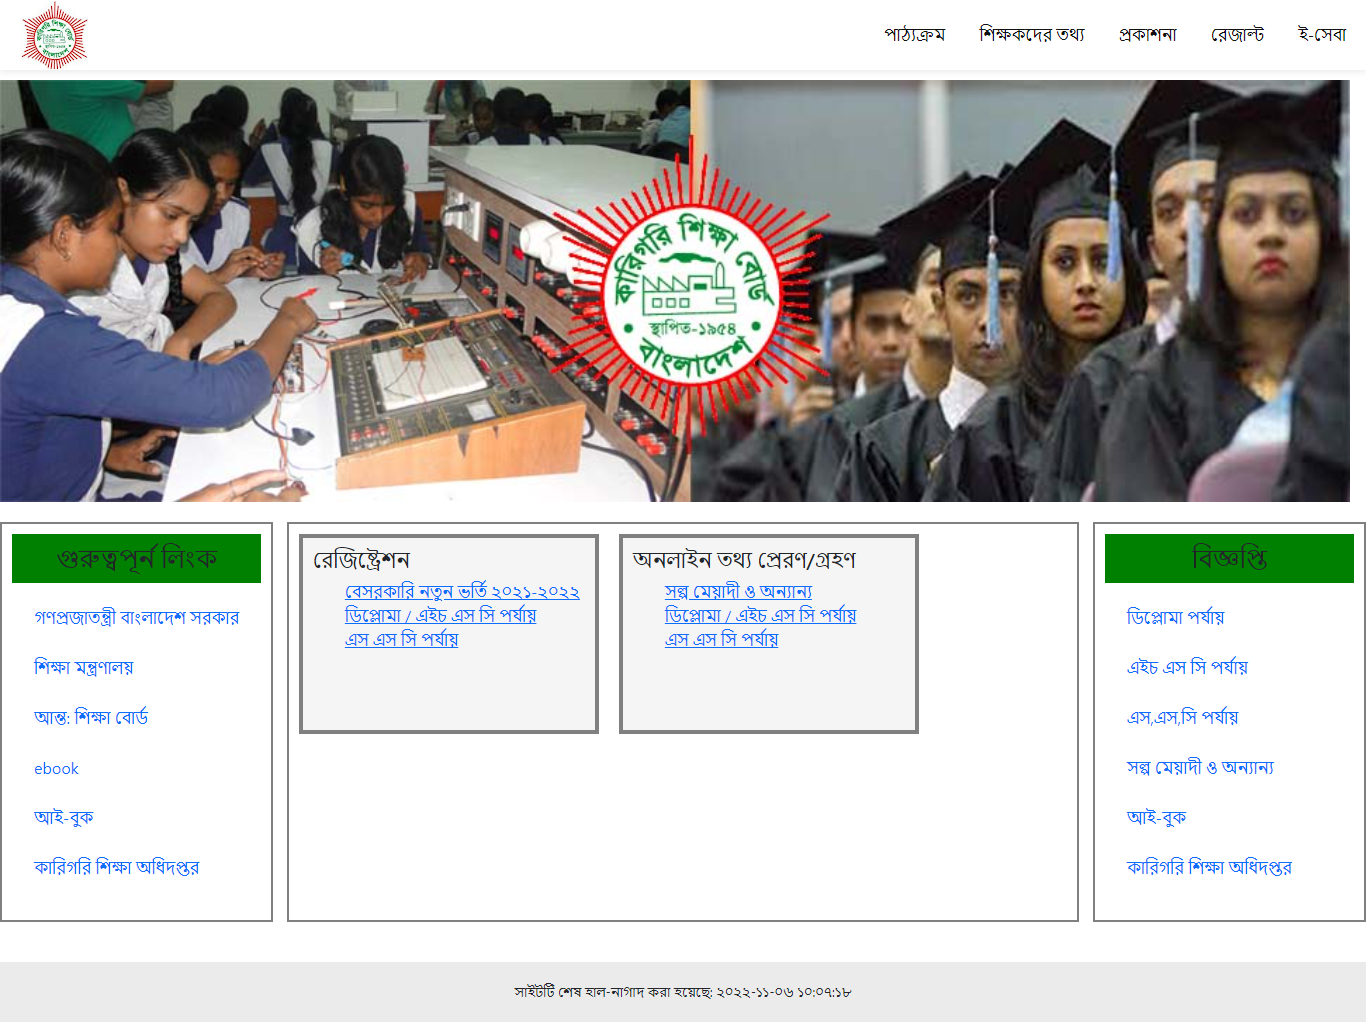 কারিগরি শিক্ষা বোর্ড
স্থাপিত-১৯৫৪
বাংলাদেশ
পাঠ্যক্রম
শিক্ষকদের তথ্য
প্রকাশনা
রেজাল্ট
ই-সেবা
কারিগরি শিক্ষা বোর্ড
স্থাপিত-১৯৫৪
বাংলাদেশ
গুরুত্বপূর্ন লিংক
গণপ্রজাতন্ত্রী বাংলাদেশ সরকার
শিক্ষা মন্ত্রণালয়
আন্ত: শিক্ষা বোর্ড
ebook
আই-বুক
কারিগরি শিক্ষা অধিদপ্তর
রেজিষ্ট্রেশন
বেসরকারি নতুন ভর্তি ২০২১-২০২২
ডিপ্লোমা / এইচ এস সি পর্যায়
এস এস সি পর্যায়
অনলাইন তথ্য প্রেরণ/গ্রহণ
সল্প মেয়াদী ও অন্যান্য
ডিপ্লোমা / এইচ এস সি পর্যায়
এস এস সি পর্যায়
বিজ্ঞপ্তি
ডিপ্লোমা পর্যায়
এইচ এস সি পর্যায়
এস,এস,সি পর্যায়
সল্প মেয়াদী ও অন্যান্য
আই-বুক
কারিগরি শিক্ষা অধিদপ্তর
সাইটটি শেষ হাল-নাগাদ করা হয়েছে: ২০২২-১১-০৬ ১০:০৭:১৮